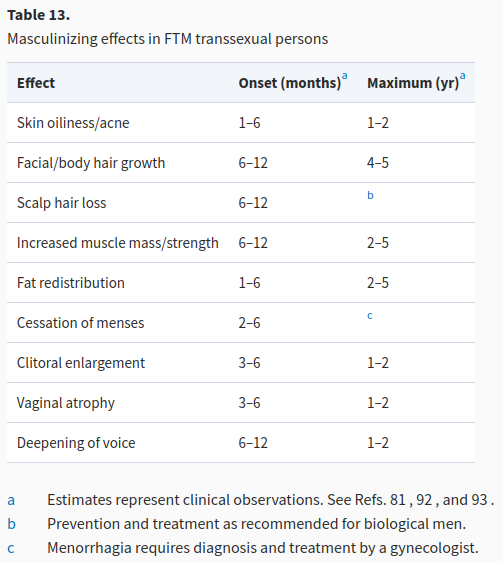 Table 13.
Masculinizing effects in FTM transsexual persons
Effect Onset (months)a Maximum (yr)a
Skin oiliness/acne 1–6 1–2
Facial/body hair growth 6–12 4–5
Scalp hair loss 6–12 b
Increased muscle mass/strength 6–12 2–5
Fat redistribution 1–6 2–5
Cessation of menses 2–6 c
Clitoral enlargement 3–6 1–2
Vaginal atrophy 3–6 1–2
Deepening of voice 6–12 1–2
a Estimates represent clinical observations. See Refs. 81 , 92 , and 93 .
b Prevention and treatment as recommended for biological men.
c Menorrhagia requires diagnosis and treatment by a gynecologist.